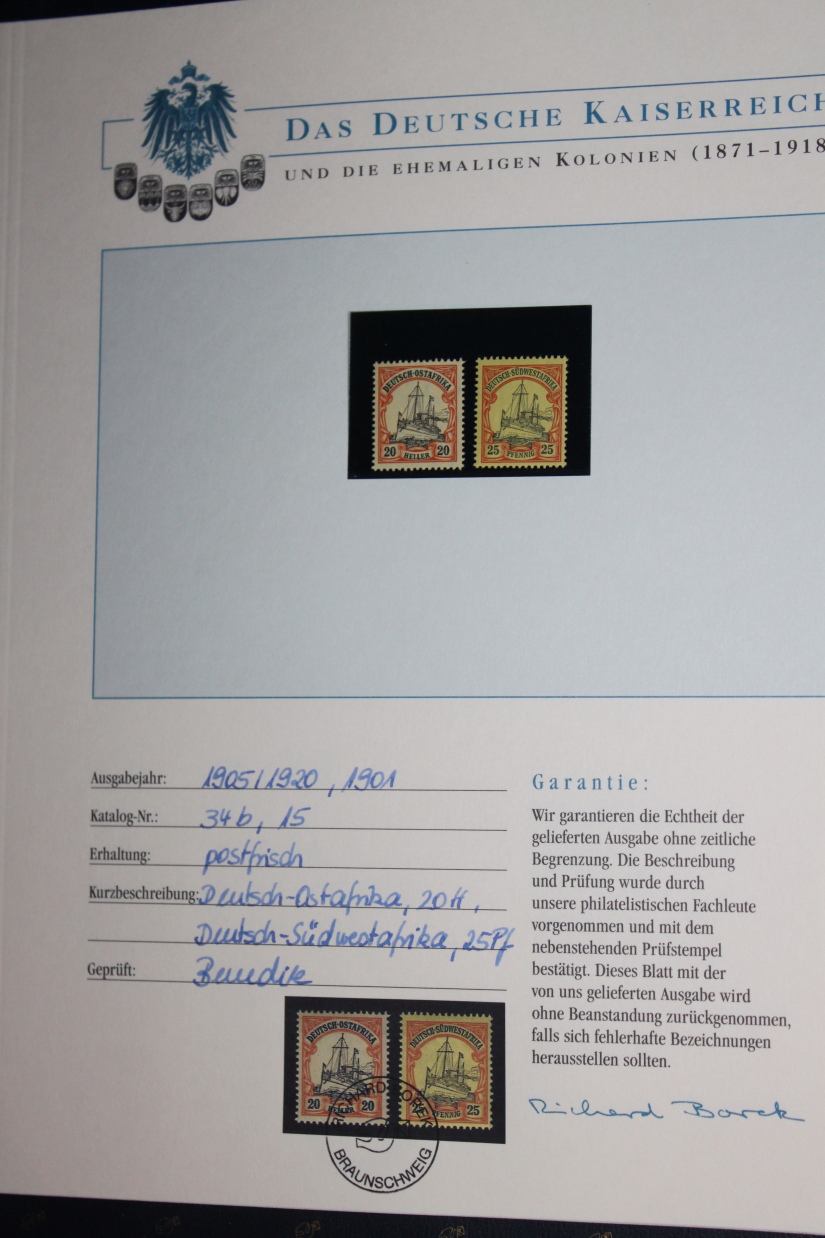 DAS DEUTSCHE KAISERREICH
UND DIE EHEMALIGEN KOLONIEN (1871–1918
DEUTSCH-OSTAFRIKA
20 HELLER 20
DEUTSCH-SÜDWESTAFRIKA
25 PFENNIG 25
Ausgabejahr: 1905/1920, 1901
Katalog-Nr.: 34b, 15
Erhaltung: postfrisch
Kurzbeschreibung: Deutsch-Ostafrika, 20 H,
Deutsch-Südwestafrika, 25Pf
Geprüft:
Garantie:
Wir garantieren die Echtheit der
gelieferten Ausgabe ohne zeitliche
Begrenzung. Die Beschreibung
und Prüfung wurde durch
unsere philatelistischen Fachleute
vorgenommen und mit dem
nebenstehenden Prüfstempel
bestätigt. Dieses Blatt mit der
von uns gelieferten Ausgabe wird
ohne Beanstandung zurückgenommen,
falls sich fehlerhafte Bezeichnungen
herausstellen sollten.
Richard Borek
DEUTSCH-OSTAFRIKA
20 HELLER 20
DEUTSCH-SÜDWESTAFRIKA
PFENNIG 25
RICHARD BOREK
BRAUNSCHWEIG